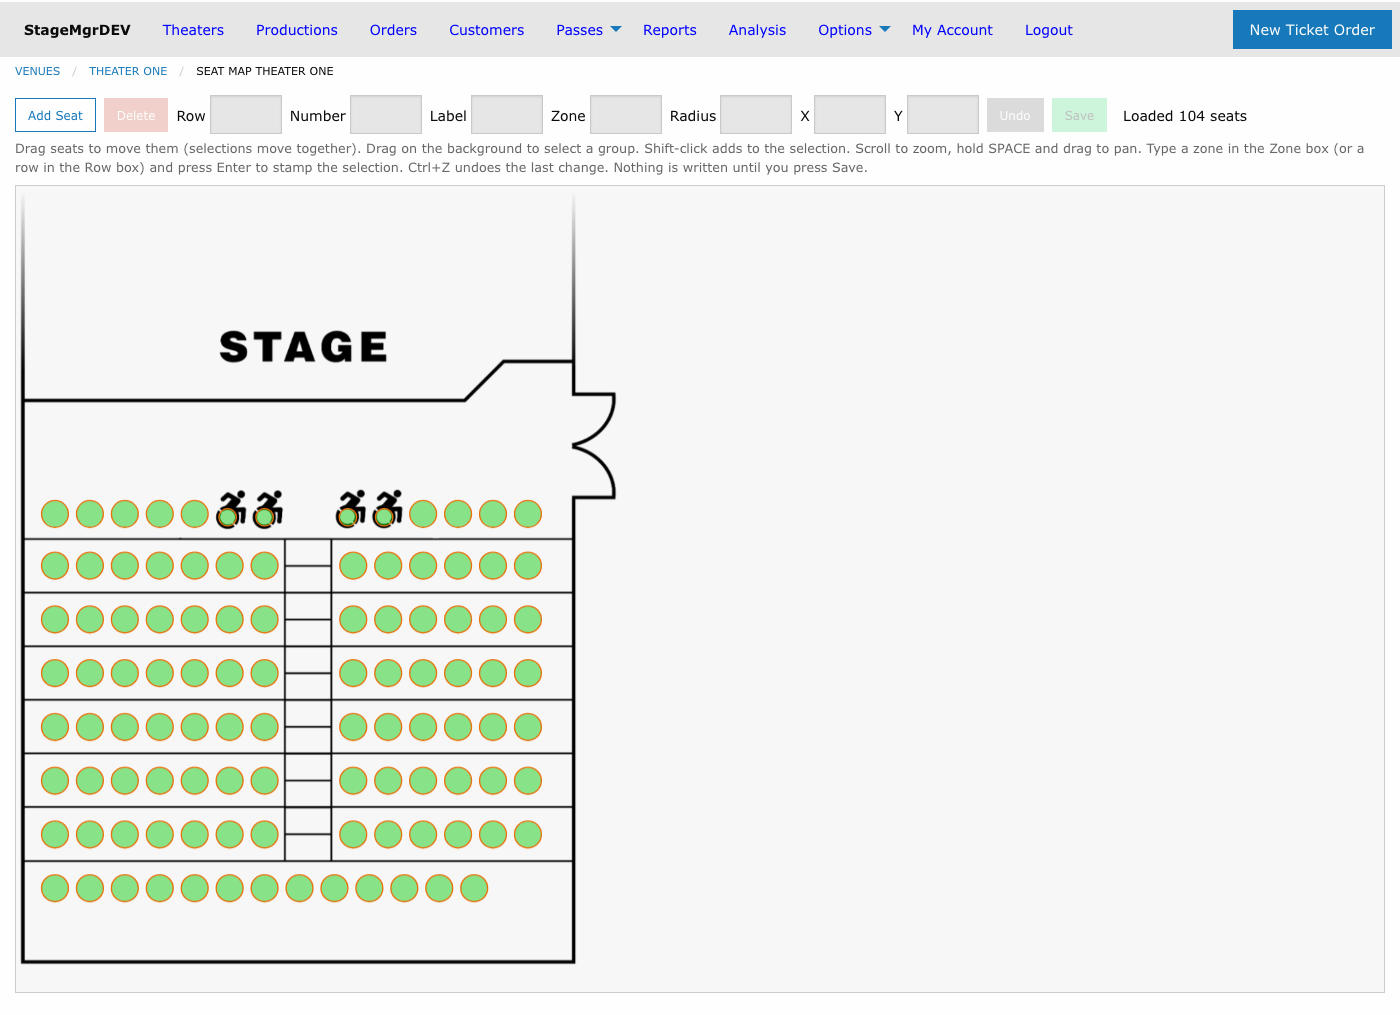 StageMgrDEV Theaters Productions Orders Customers Passes Reports Analysis Options My Account Logout New Ticket Order
VENUES / THEATER ONE / SEAT MAP THEATER ONE
Add Seat Delete Row Number Label Zone Radius X Y Undo Save Loaded 104 seats
Drag seats to move them (selections move together). Drag on the background to select a group. Shift-click adds to the selection. Scroll to zoom, hold SPACE and drag to pan. Type a zone in the Zone box (or a
row in the Row box) and press Enter to stamp the selection. Ctrl+Z undoes the last change. Nothing is written until you press Save.
STAGE